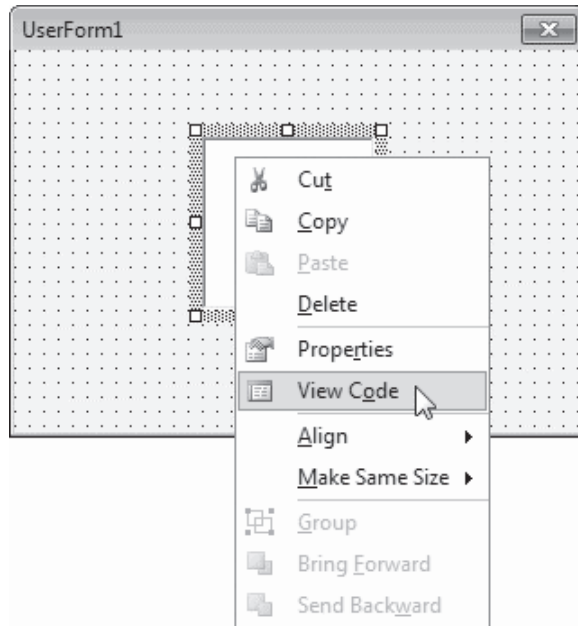 UserForm1
Cut
Copy
Paste
Delete
Properties
View Code
Align
Make Same Size
Group
Bring Forward
Send Backward